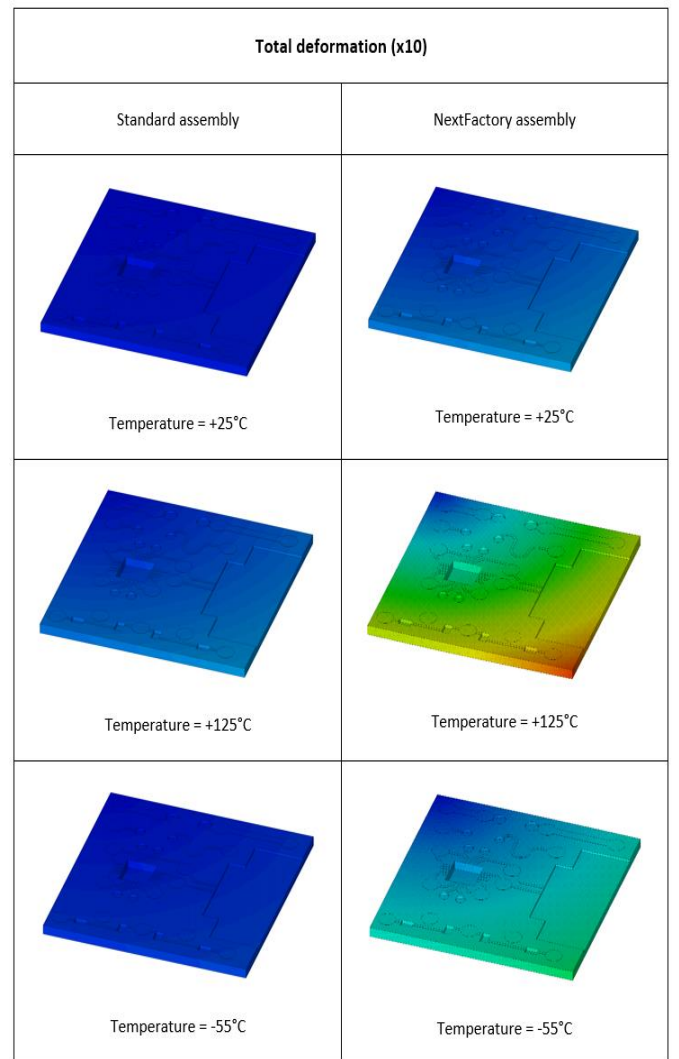 Total deformation (x10)
Standard assembly
NextFactory assembly
Temperature = +25°C
Temperature = +25°C
Temperature = +125°C
Temperature = +125°C
Temperature = -55°C
Temperature = -55°C